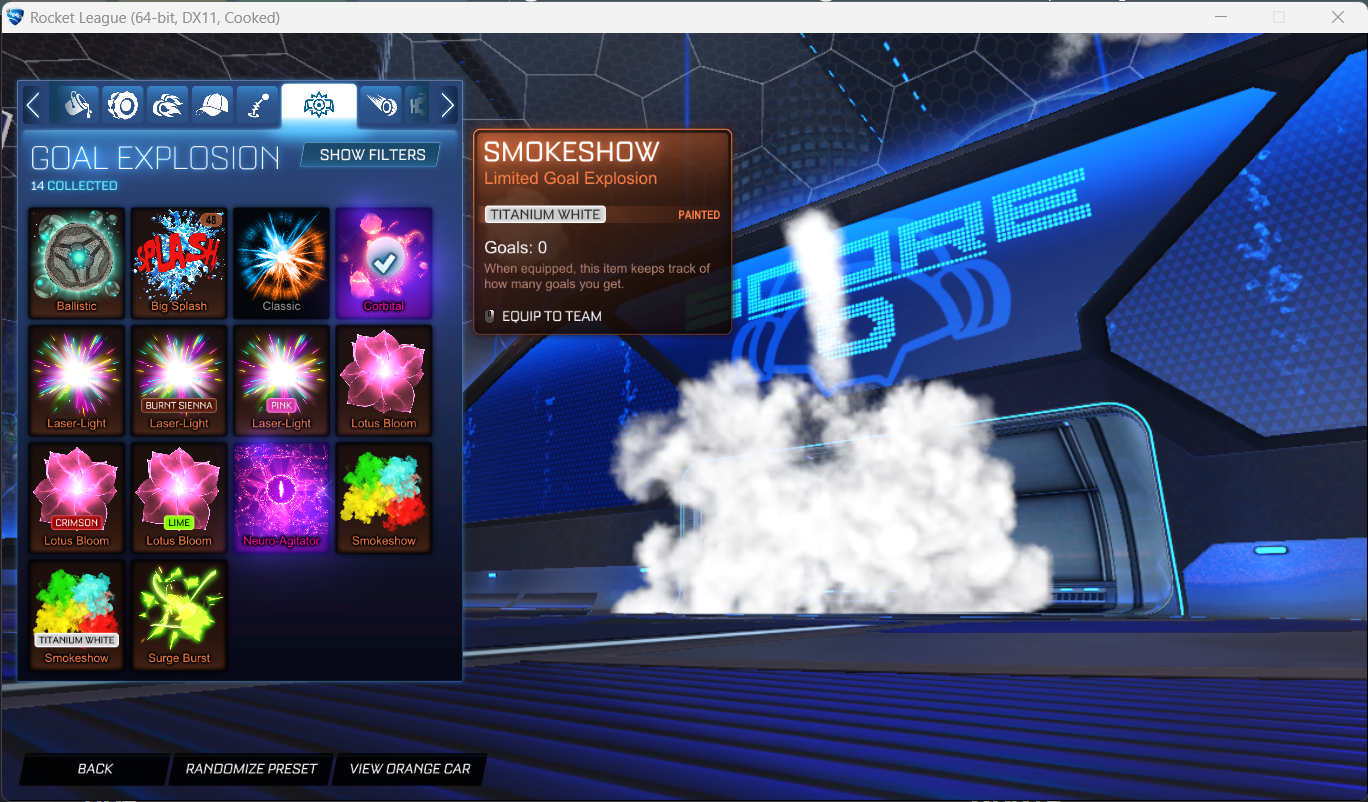 Rocket League (64-bit, DX11, Cooked)
GOAL EXPLOSION
SHOW FILTERS
14 COLLECTED
Ballistic
48
SPLASH
Big Splash
Classic
Corbital
Laser-Light
BURNT SIENNA
Laser-Light
PINK
Laser-Light
Lotus Bloom
CRIMSON
Lotus Bloom
LIME
Lotus Bloom
Neuro-Agitator
Smokeshow
TITANIUM WHITE
Smokeshow
Surge Burst
SMOKESHOW
Limited Goal Explosion
TITANIUM WHITE
PAINTED
Goals: 0
When equipped, this item keeps track of
how many goals you get.
EQUIP TO TEAM
SCORE
0
BACK
RANDOMIZE PRESET
VIEW ORANGE CAR